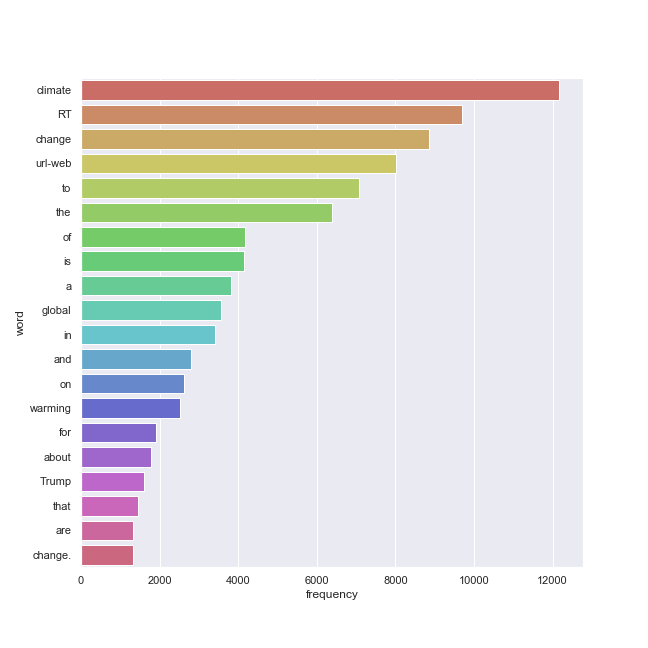 climate
RT
change
url-web
to
the
of
is
a
global
in
and
on
warming
for
about
Trump
that
are
change.
word
0 2000 4000 6000 8000 10000 12000
frequency